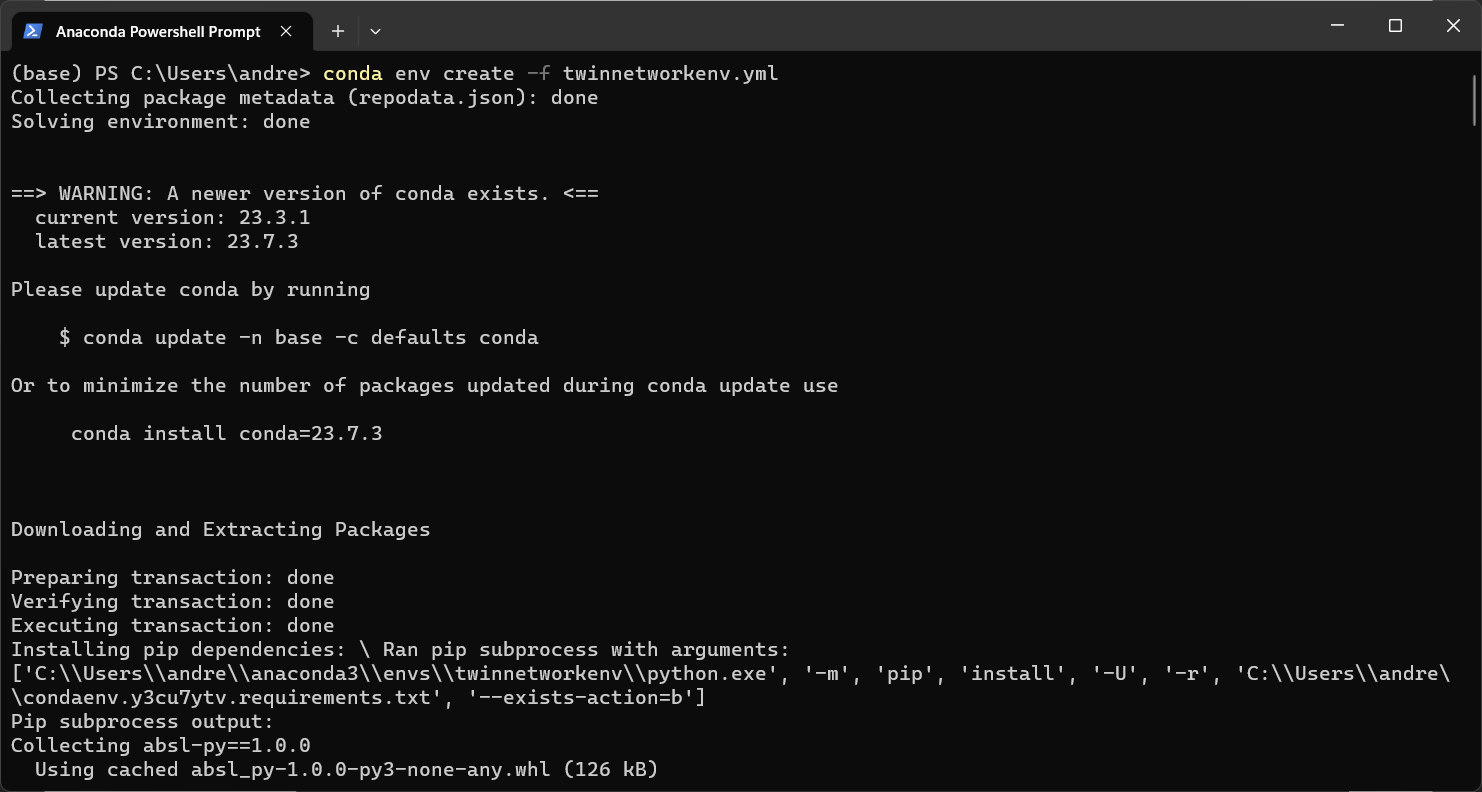 Anaconda Powershell Prompt
(base) PS C:\Users\andre> conda env create -f twinnetworkenv.yml
Collecting package metadata (repodata.json): done
Solving environment: done
==> WARNING: A newer version of conda exists. <==
  current version: 23.3.1
  latest version: 23.7.3
Please update conda by running
    $ conda update -n base -c defaults conda
Or to minimize the number of packages updated during conda update use
     conda install conda=23.7.3
Downloading and Extracting Packages
Preparing transaction: done
Verifying transaction: done
Executing transaction: done
Installing pip dependencies: \ Ran pip subprocess with arguments:
['C:\\Users\\andre\\anaconda3\\envs\\twinnetworkenv\\python.exe', '-m', 'pip', 'install', '-U', '-r', 'C:\\Users\\andre\
\condaenv.y3cu7ytv.requirements.txt', '--exists-action=b']
Pip subprocess output:
Collecting absl-py==1.0.0
  Using cached absl_py-1.0.0-py3-none-any.whl (126 kB)